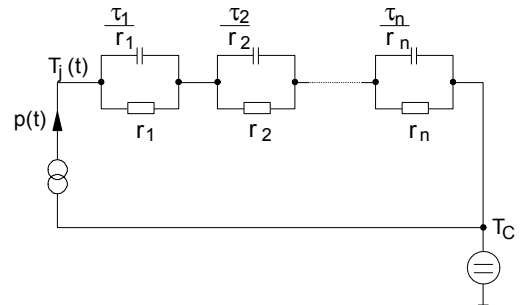 τ1/r1 τ2/r2 τn/rn
Tj(t)
r1 r2 rn
p(t)
TC